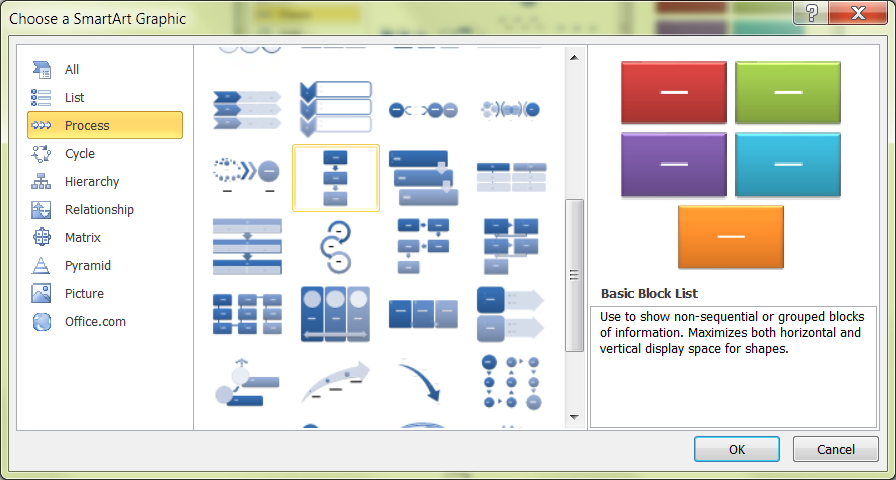 Choose a SmartArt Graphic
All
List
Process
Cycle
Hierarchy
Relationship
Matrix
Pyramid
Picture
Office.com
Basic Block List
Use to show non-sequential or grouped blocks
of information. Maximizes both horizontal and
vertical display space for shapes.
OK
Cancel